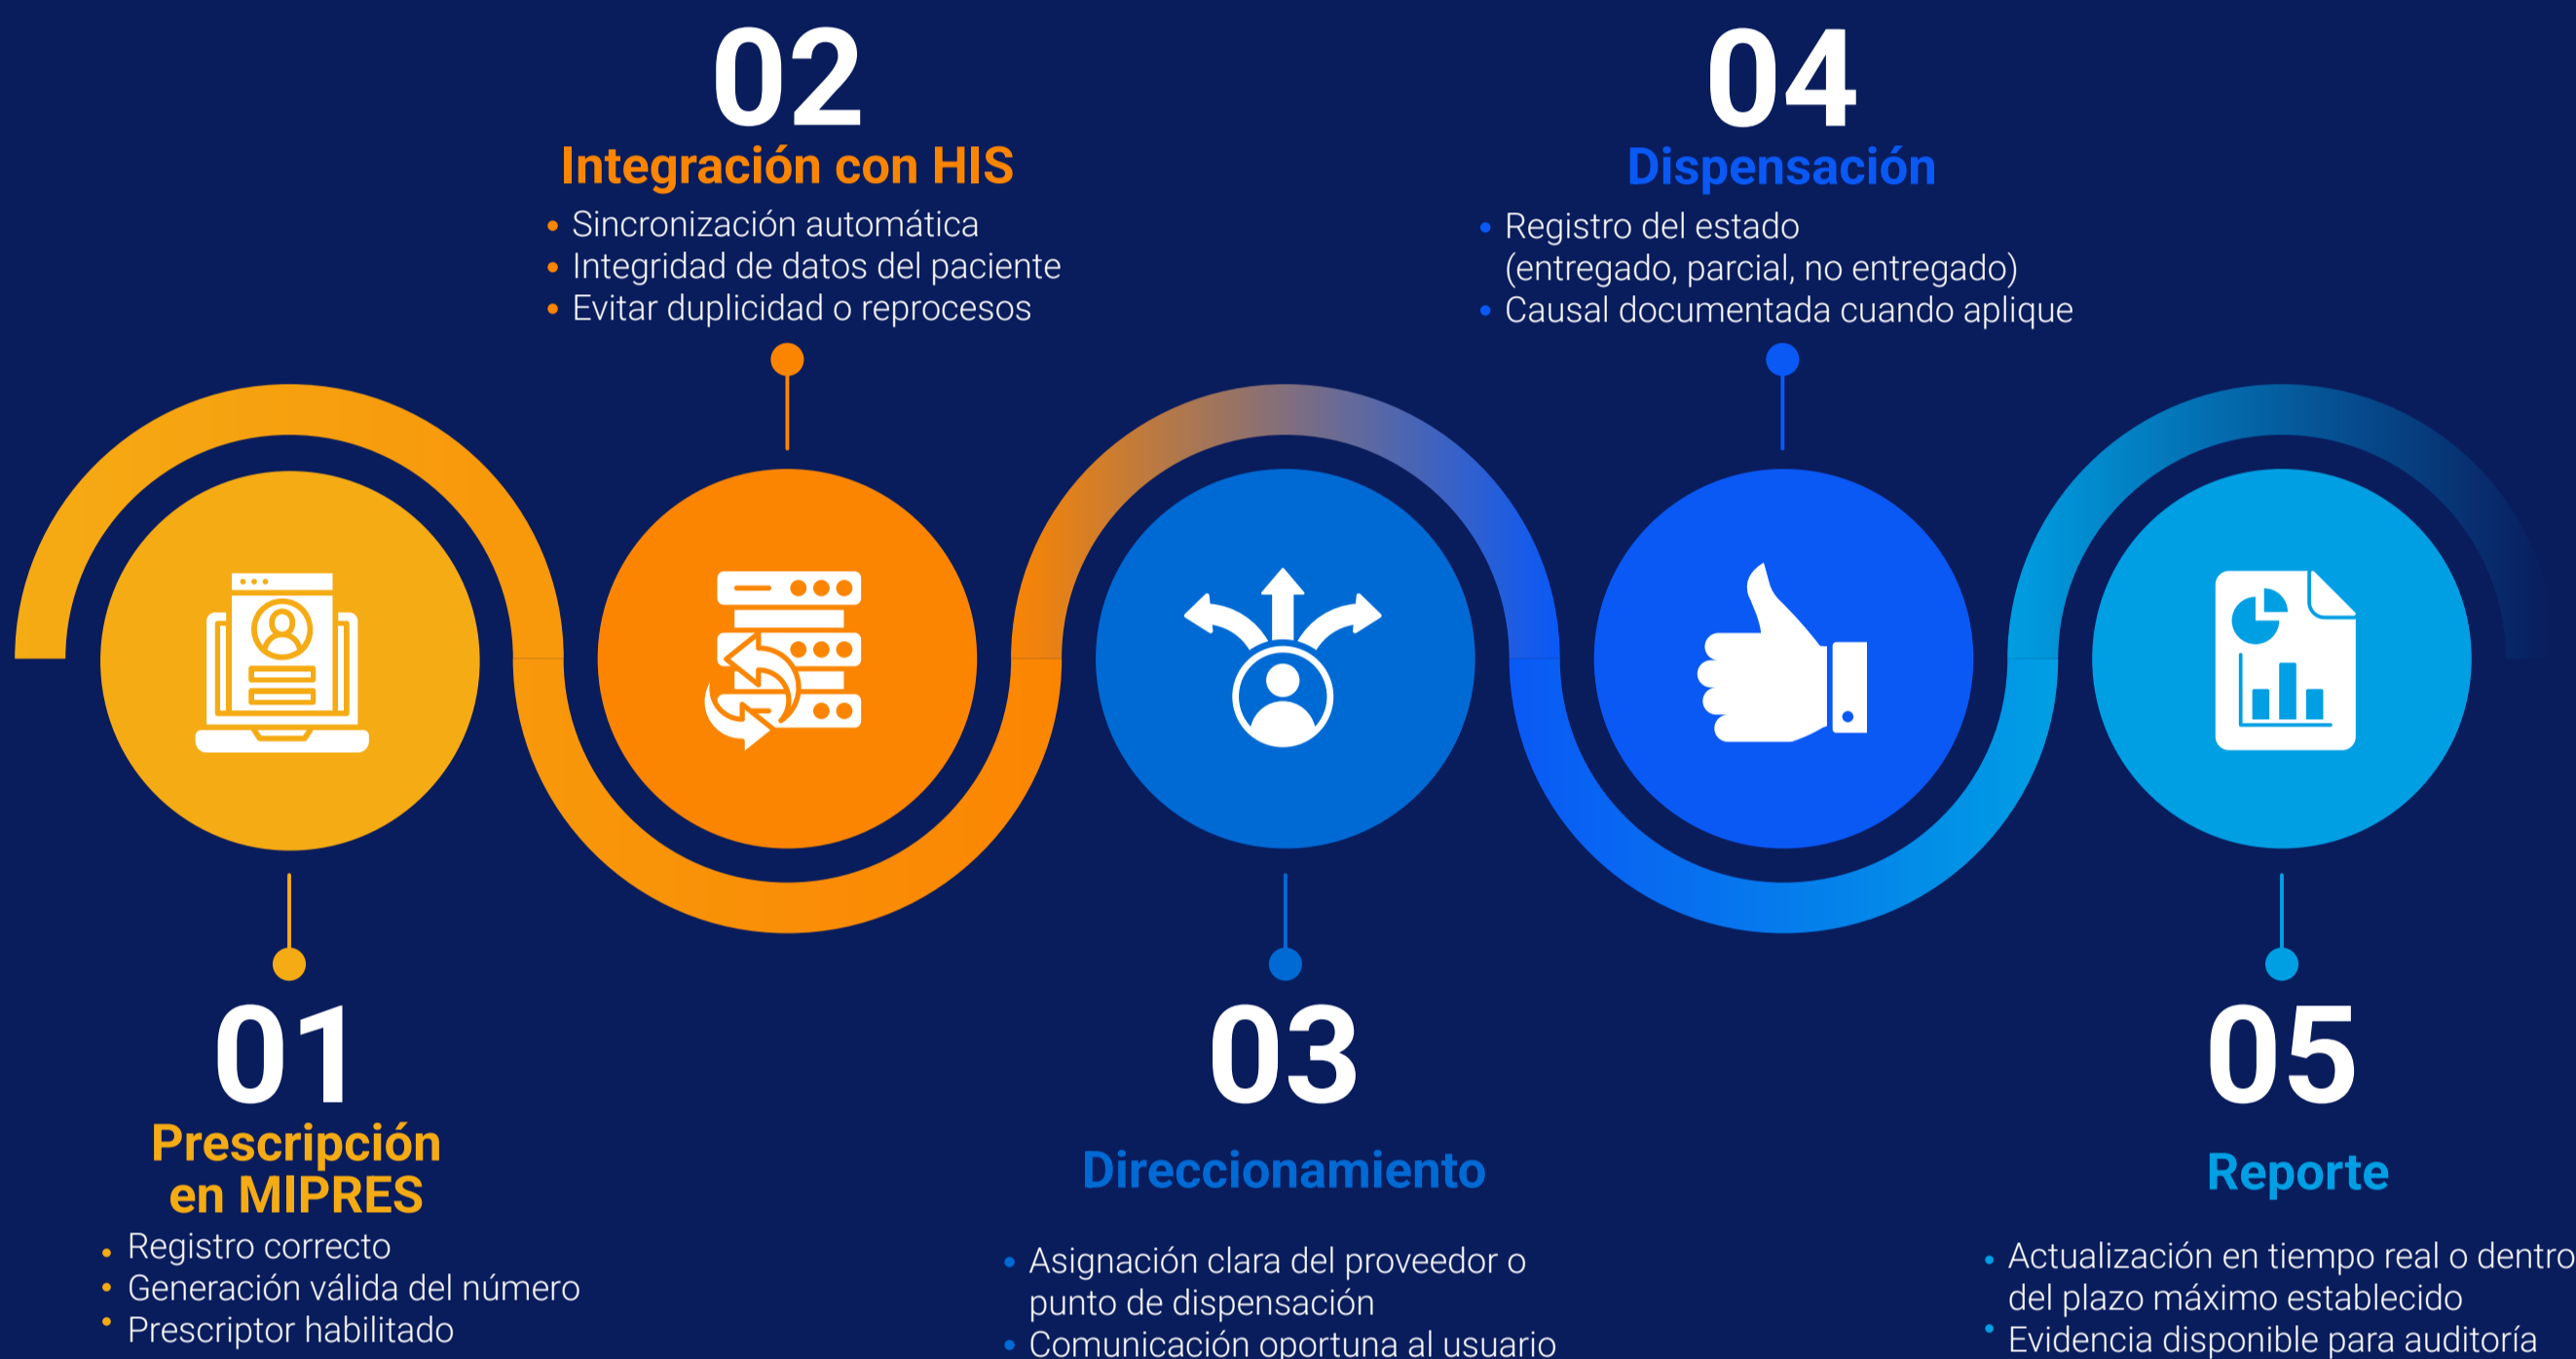 02
Integración con HIS
• Sincronización automática
• Integridad de datos del paciente
• Evitar duplicidad o reprocesos
04
Dispensación
• Registro del estado
(entregado, parcial, no entregado)
• Causal documentada cuando aplique
01
Prescripción
en MIPRES
• Registro correcto
• Generación válida del número
• Prescriptor habilitado
03
Direccionamiento
• Asignación clara del proveedor o
punto de dispensación
• Comunicación oportuna al usuario
05
Reporte
• Actualización en tiempo real o dentro
del plazo máximo establecido
• Evidencia disponible para auditoría